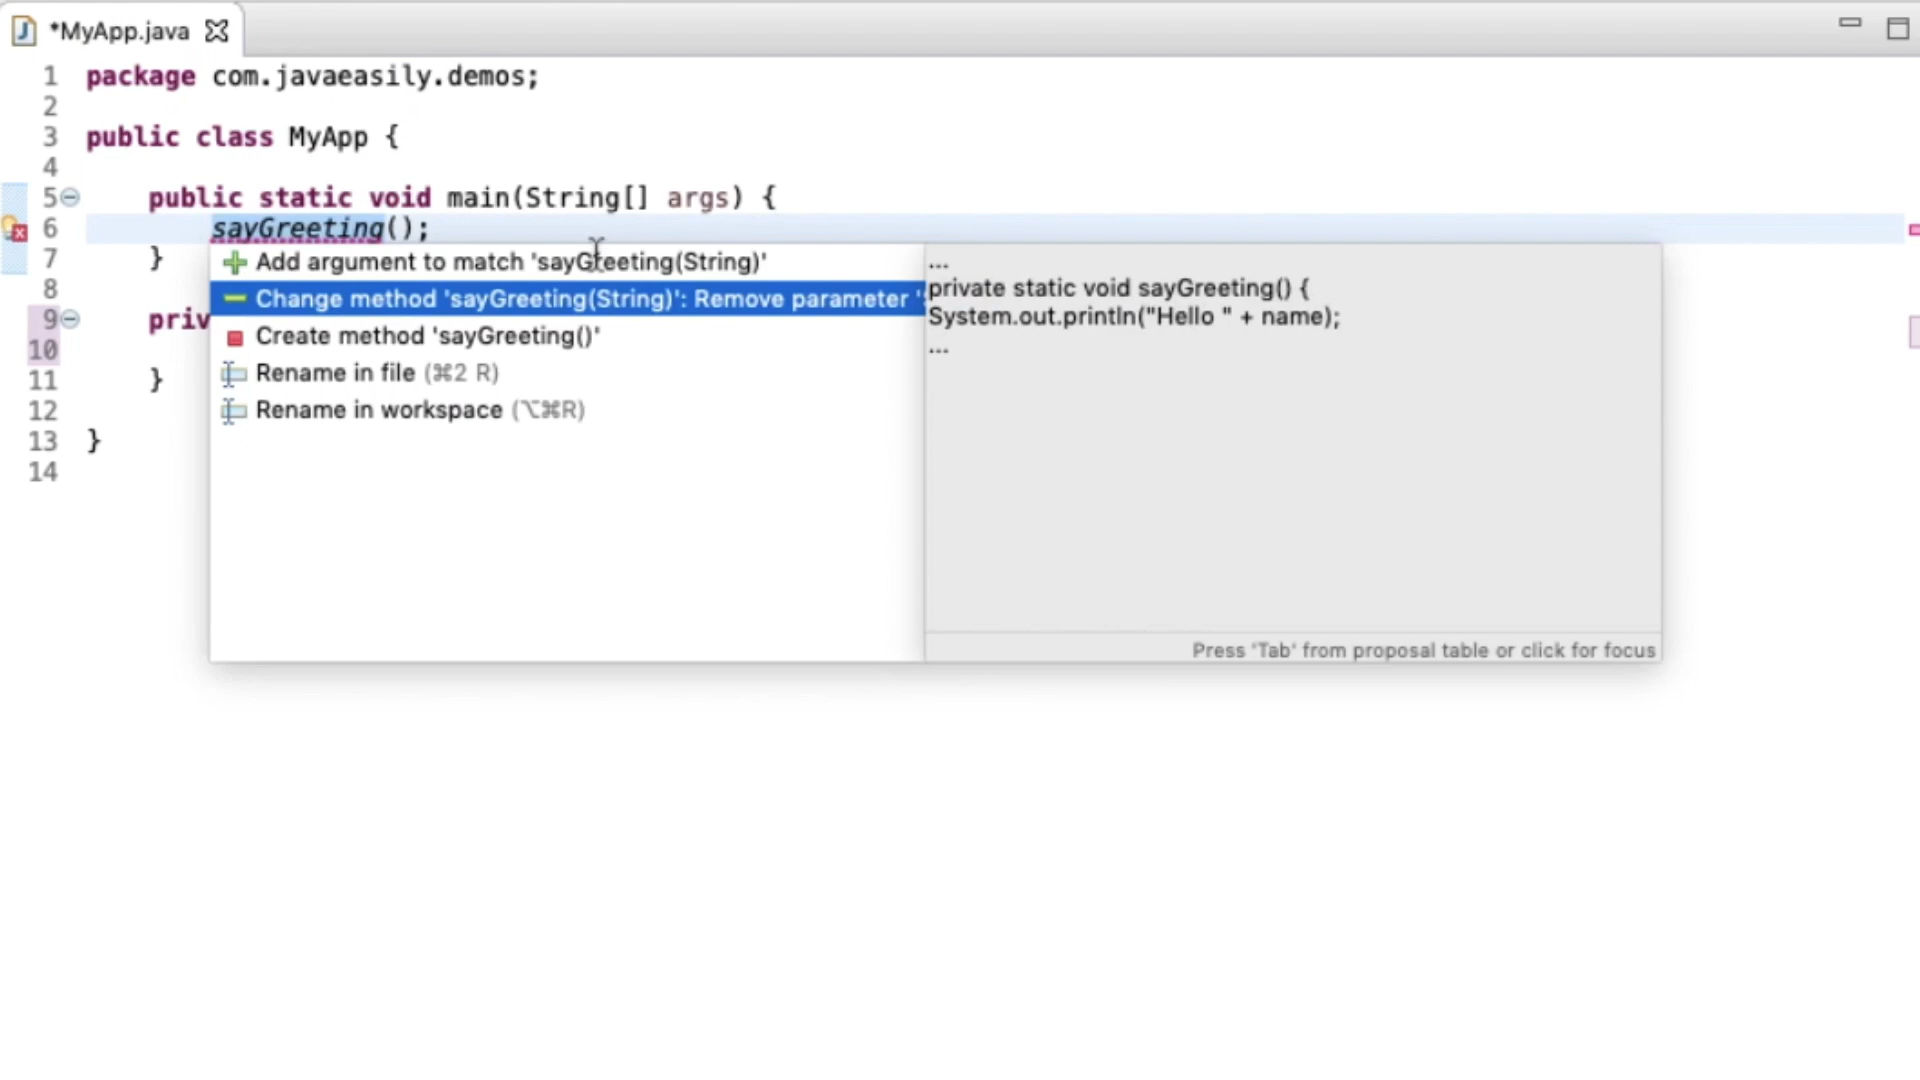 *MyApp.java
1 package com.javaeasily.demos;
2
3 public class MyApp {
4
5 public static void main(String[] args) {
6 sayGreeting();
7 }
8
9 priv
10
11 }
12
13 }
14
Add argument to match 'sayGreeting(String)'
Change method 'sayGreeting(String)': Remove parameter '
Create method 'sayGreeting()'
Rename in file (⌘2 R)
Rename in workspace (⌥⌘R)
...
private static void sayGreeting() {
System.out.println("Hello " + name);
...
Press 'Tab' from proposal table or click for focus